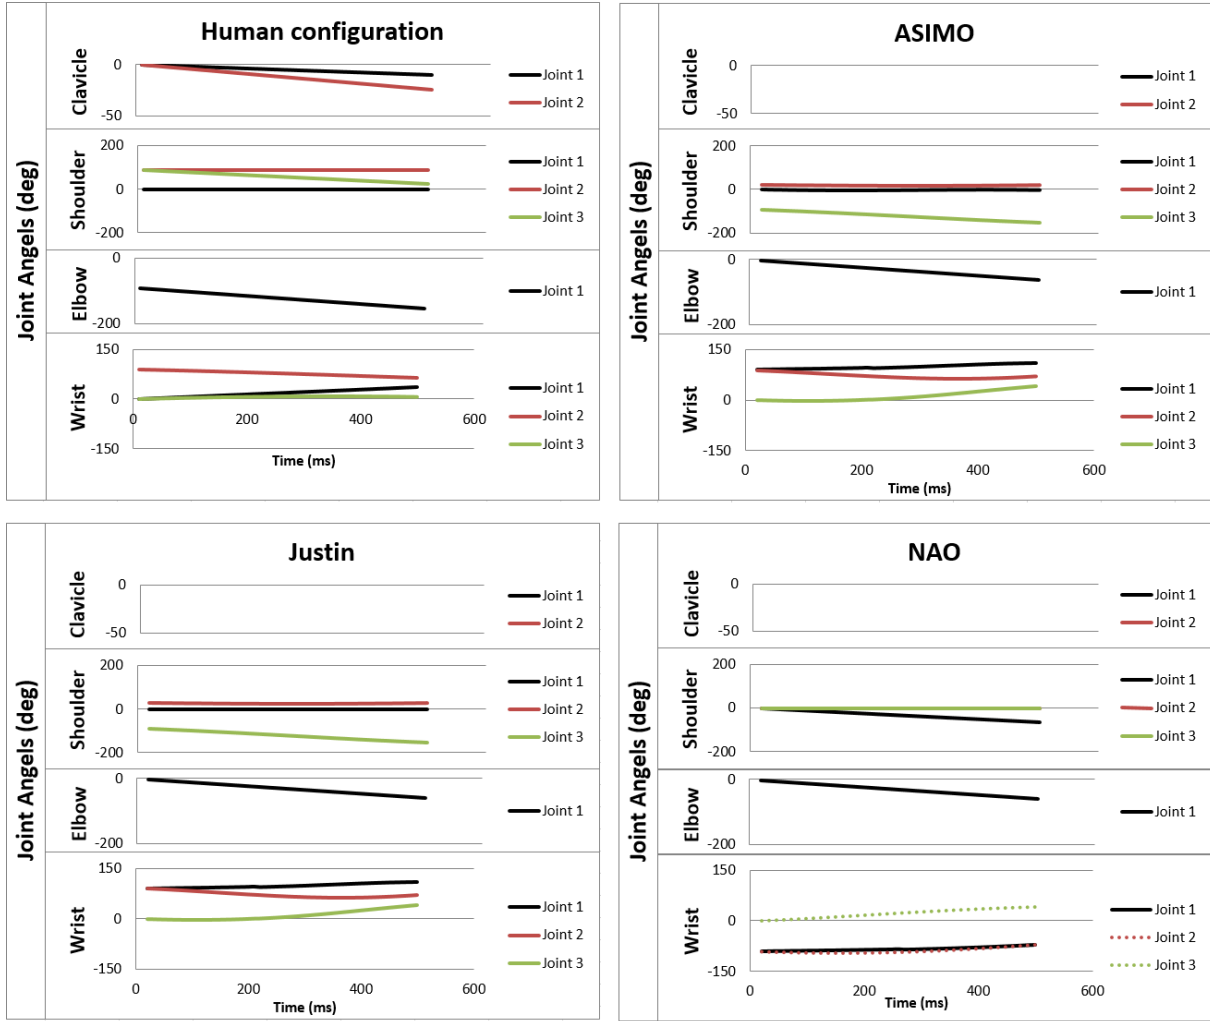 Human configuration
Joint Angels (deg)
Clavicle
0
-50
Joint 1
Joint 2
Shoulder
200
0
-200
Joint 1
Joint 2
Joint 3
Elbow
0
-200
Joint 1
Wrist
150
0
-150
0 200 400 600
Time (ms)
Joint 1
Joint 2
Joint 3
ASIMO
Joint Angels (deg)
Clavicle
0
-50
Joint 1
Joint 2
Shoulder
200
0
-200
Joint 1
Joint 2
Joint 3
Elbow
0
-200
Joint 1
Wrist
150
0
-150
0 200 400 600
Time (ms)
Joint 1
Joint 2
Joint 3
Justin
Joint Angels (deg)
Clavicle
0
-50
Joint 1
Joint 2
Shoulder
200
0
-200
Joint 1
Joint 2
Joint 3
Elbow
0
-200
Joint 1
Wrist
150
0
-150
0 200 400 600
Time (ms)
Joint 1
Joint 2
Joint 3
NAO
Joint Angels (deg)
Clavicle
0
-50
Joint 1
Joint 2
Shoulder
200
0
-200
Joint 1
Joint 2
Joint 3
Elbow
0
-200
Joint 1
Wrist
150
0
-150
0 200 400 600
Time (ms)
Joint 1
Joint 2
Joint 3